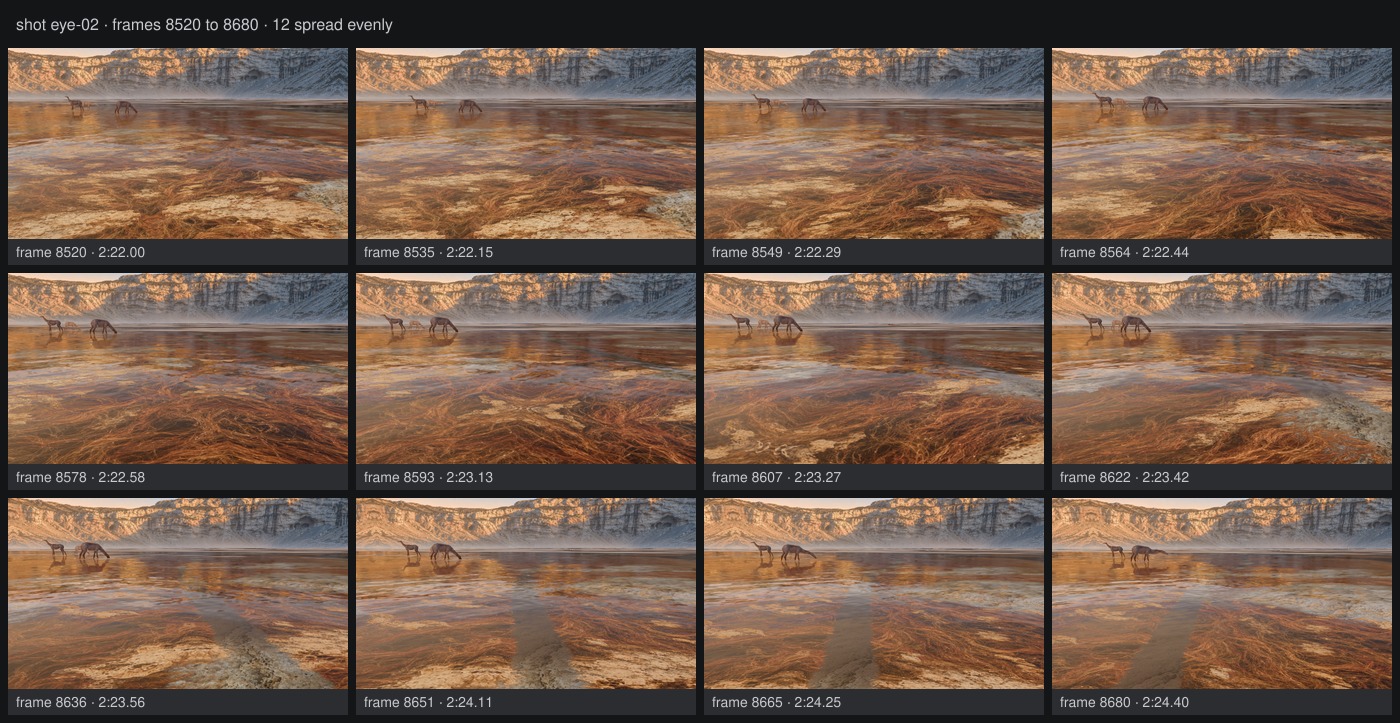 shot eye-02 · frames 8520 to 8680 · 12 spread evenly
frame 8520 · 2:22.00
frame 8535 · 2:22.15
frame 8549 · 2:22.29
frame 8564 · 2:22.44
frame 8578 · 2:22.58
frame 8593 · 2:23.13
frame 8607 · 2:23.27
frame 8622 · 2:23.42
frame 8636 · 2:23.56
frame 8651 · 2:24.11
frame 8665 · 2:24.25
frame 8680 · 2:24.40